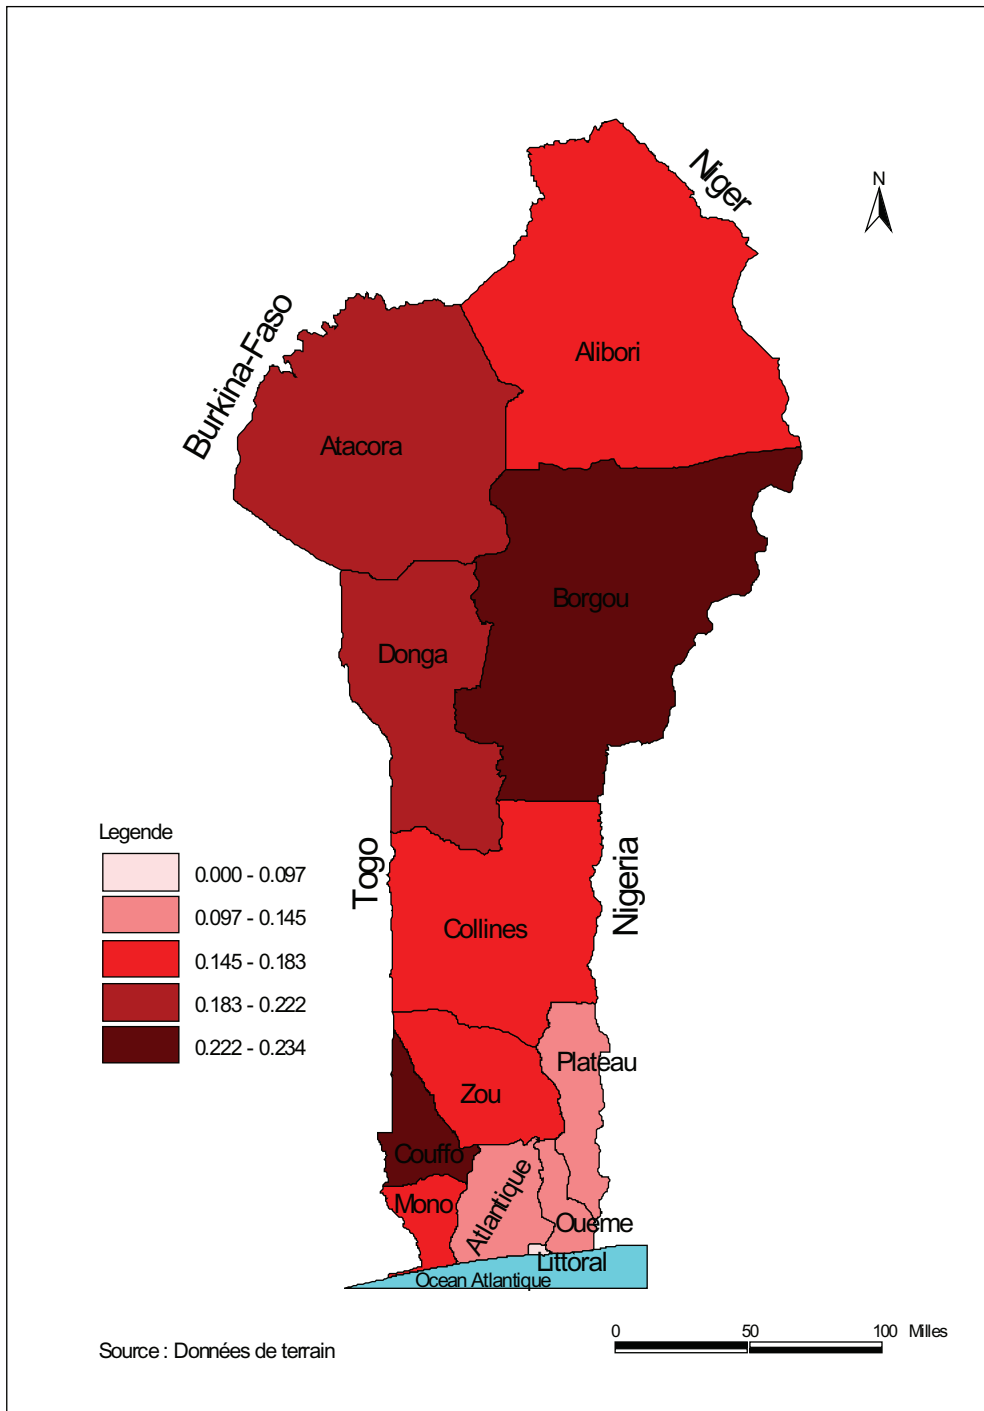 Niger
N
Burkina-Faso
Alibori
Atacora
Borgou
Donga
Legende
0.000 - 0.097
0.097 - 0.145
0.145 - 0.183
0.183 - 0.222
0.222 - 0.234
Togo
Nigeria
Collines
Plateau
Zou
Couffo
Mono
Atlantique
Oueme
Littoral
Ocean Atlantique
Source : Données de terrain
0 50 100 Milles